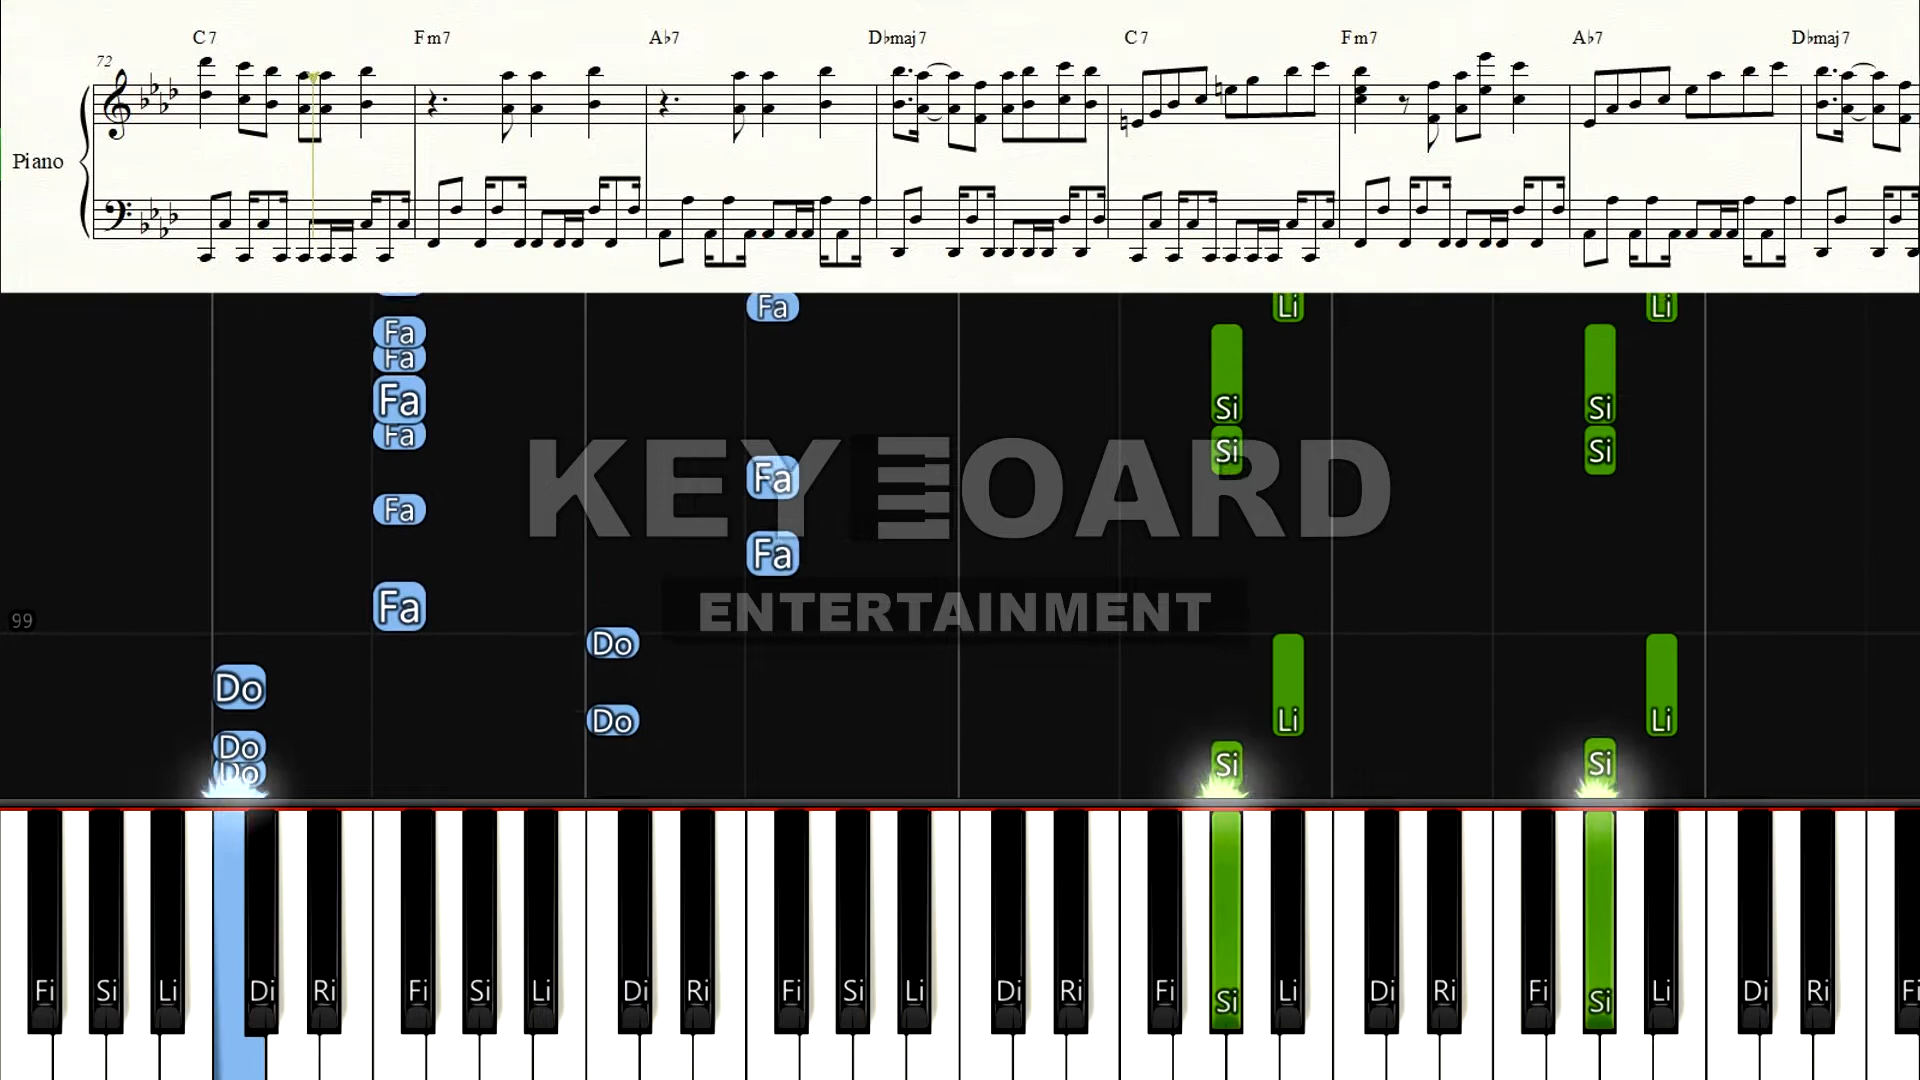 C7 Fm7 A♭7 D♭maj7 C7 Fm7 A♭7 D♭maj7
72
Piano
Fa Li Li
Fa
Fa
Fa Si Si
Fa Si Si
Fa
Fa
Fa
Fa
99
Do
Do
Do Li Li
Do Si Si
Do
KEYBOARD
ENTERTAINMENT
Fi Si Li Di Ri Fi Si Li Di Ri Fi Si Li Di Ri Fi Si Li Di Ri Fi Si Li Di Ri Fi